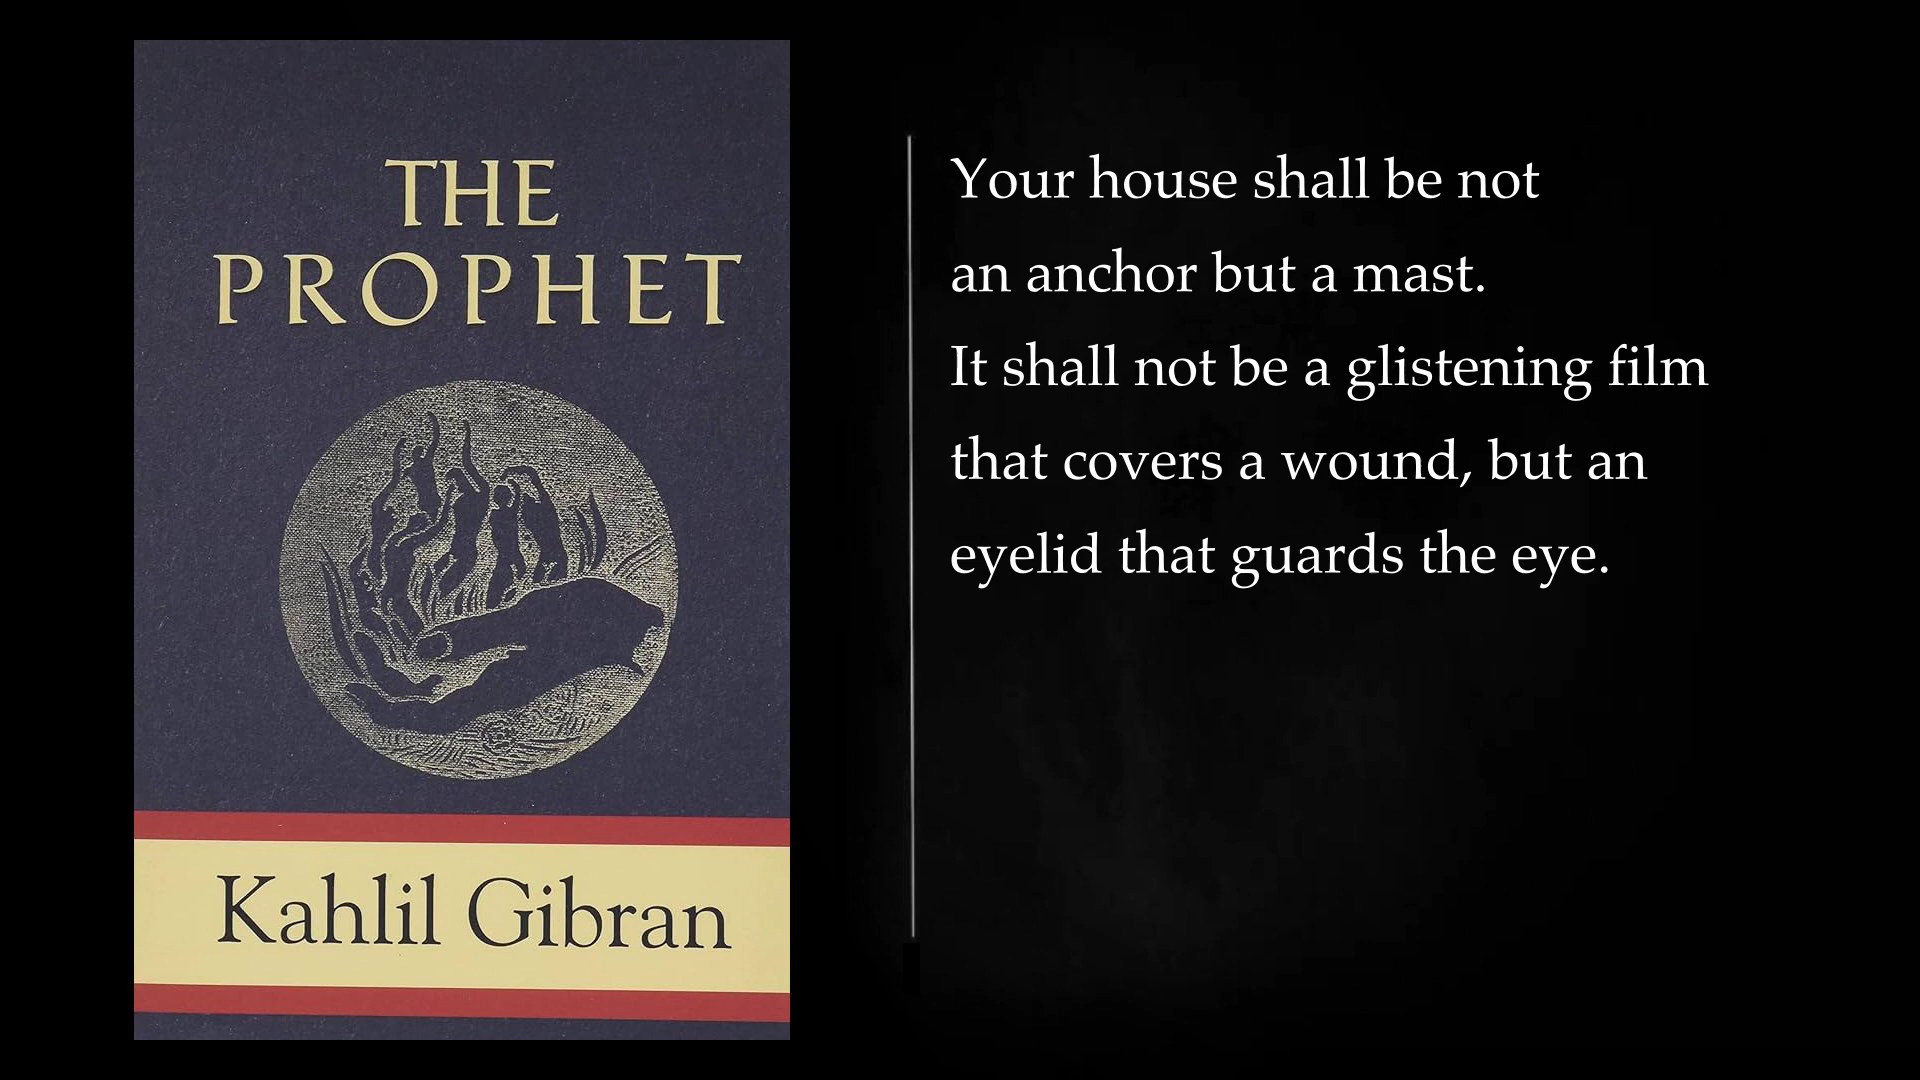 THE
PROPHET
Kahlil Gibran
Your house shall be not
an anchor but a mast.
It shall not be a glistening film
that covers a wound, but an
eyelid that guards the eye.